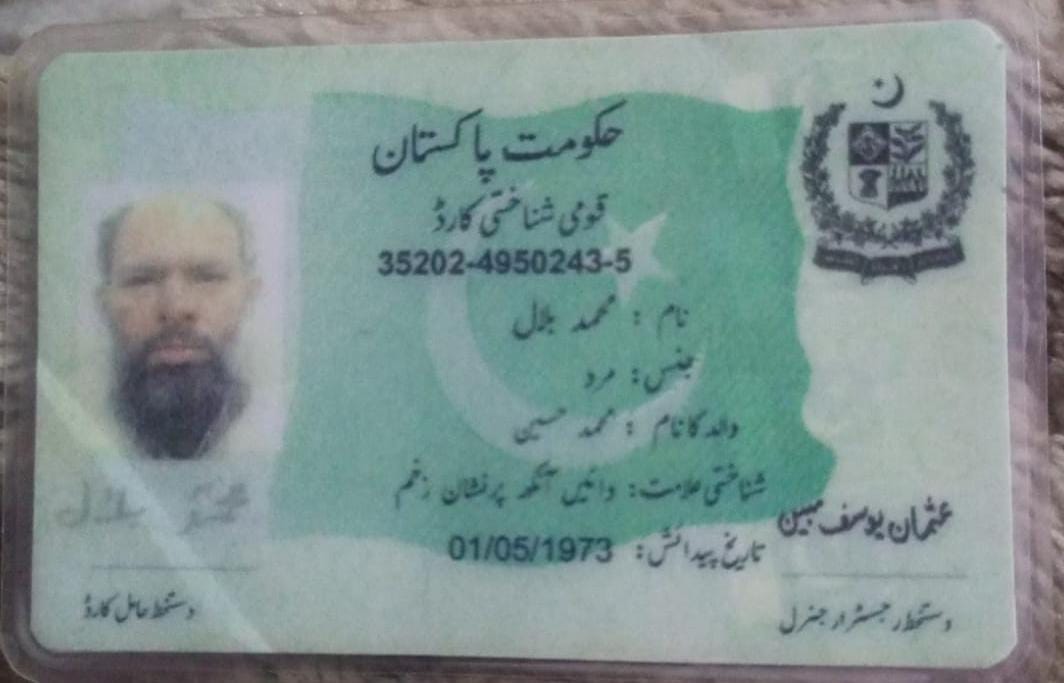 حکومت پاکستان
قومی شناختی کارڈ
35202-4950243-5
نام : محمد بلال
جنس : مرد
والد کا نام : محمد حسین
شناختی علامت: دائیں آنکھ پر نشان زخم
تاریخ پیدائش: 01/05/1973
محمد بلال
دستخط حامل کارڈ
عثمان یوسف مبین
دستخط رجسٹرار جنرل